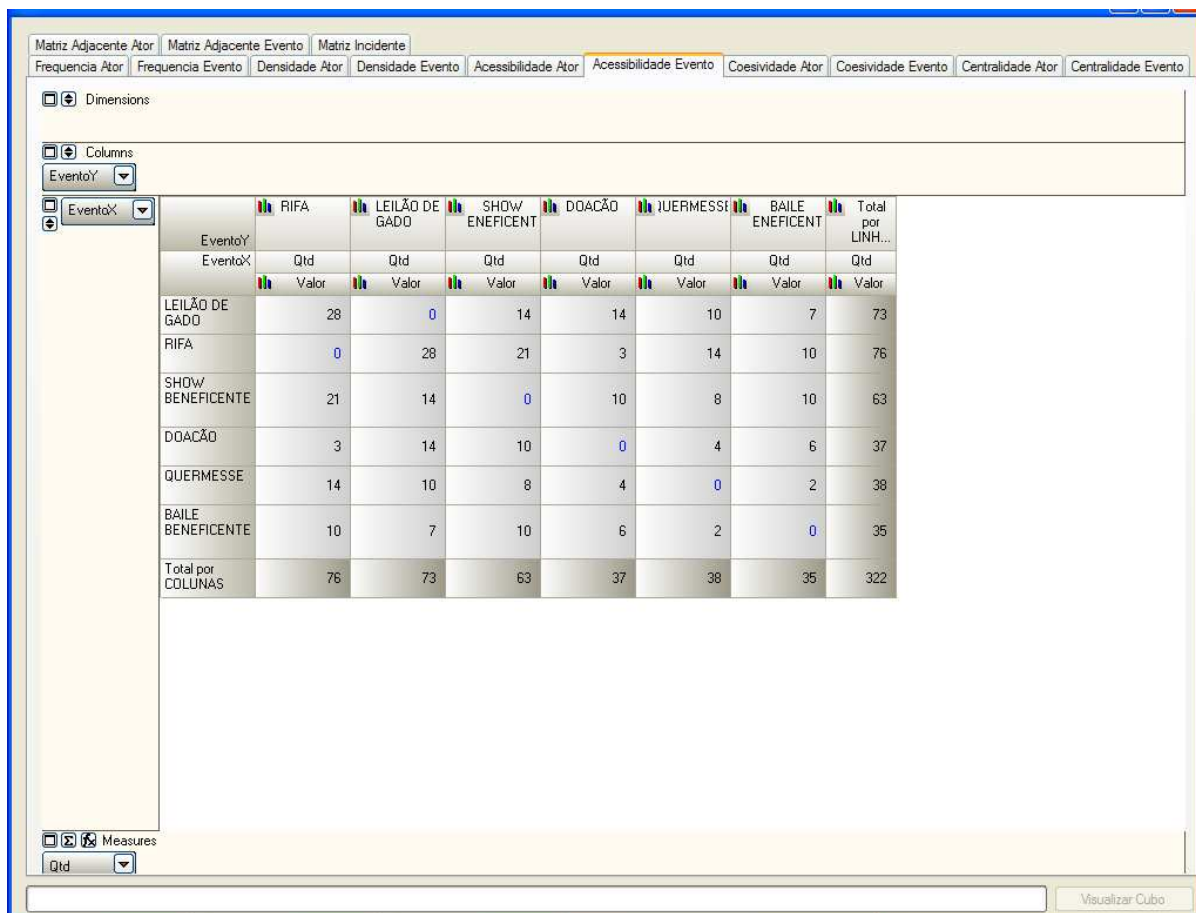 Matriz Adjacente Ator Matriz Adjacente Evento Matriz Incidente
Frequencia Ator Frequencia Evento Densidade Ator Densidade Evento Acessibilidade Ator Acessibilidade Evento Coesividade Ator Coesividade Evento Centralidade Ator Centralidade Evento
Dimensions
Columns
EventoY
EventoX
EventoY RIFA LEILÃO DE GADO SHOW ENEFICENT DOACÃO QUERMESSE BAILE ENEFICENT Total por LINH...
EventoX Qtd Qtd Qtd Qtd Qtd Qtd Qtd
Valor Valor Valor Valor Valor Valor Valor
LEILÃO DE GADO 28 0 14 14 10 7 73
RIFA 0 28 21 3 14 10 76
SHOW BENEFICENTE 21 14 0 10 8 10 63
DOACÃO 3 14 10 0 4 6 37
QUERMESSE 14 10 8 4 0 2 38
BAILE BENEFICENTE 10 7 10 6 2 0 35
Total por COLUNAS 76 73 63 37 38 35 322
Measures
Qtd
Visualizar Cubo